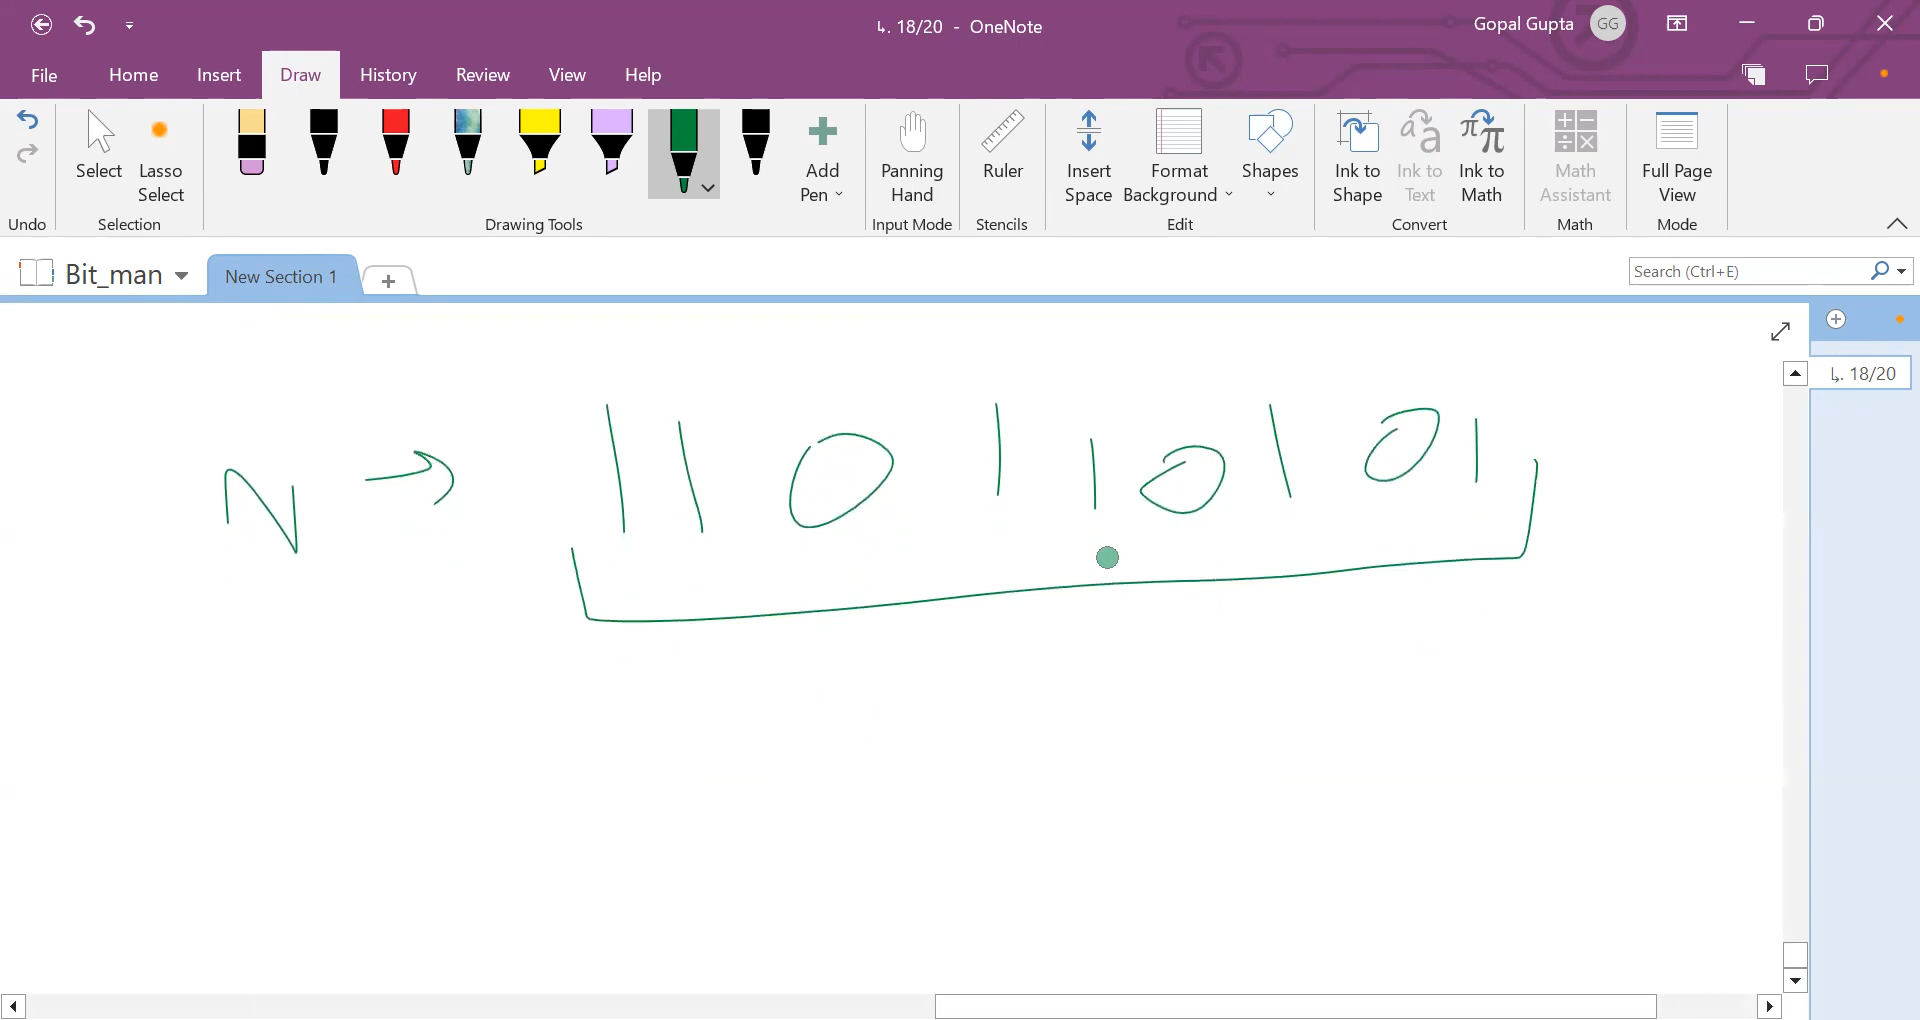 ↳. 18/20 - OneNote
Gopal Gupta GG
File Home Insert Draw History Review View Help
Select
Lasso Select
Add Pen
Panning Hand
Ruler
Insert Space
Format Background
Shapes
Ink to Shape
Ink to Text
Ink to Math
Math Assistant
Full Page View
Undo Selection Drawing Tools Input Mode Stencils Edit Convert Math Mode
Bit_man New Section 1 +
Search (Ctrl+E)
↳. 18/20
N → 110110101